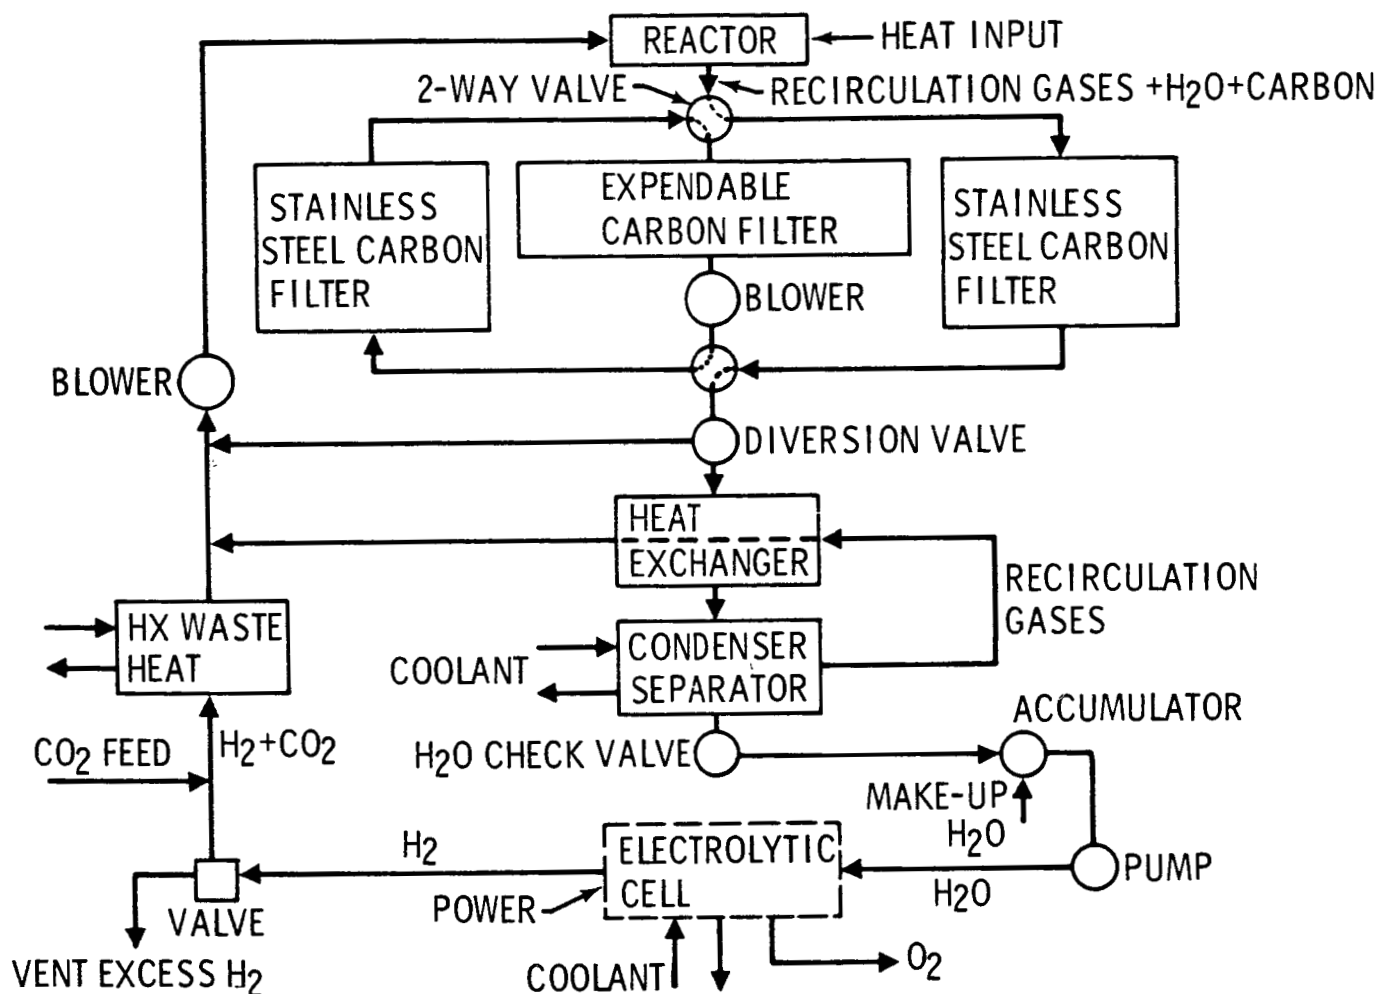 REACTOR
HEAT INPUT
2-WAY VALVE
RECIRCULATION GASES +H2O+CARBON
STAINLESS
STEEL CARBON
FILTER
EXPENDABLE
CARBON FILTER
STAINLESS
STEEL CARBON
FILTER
BLOWER
BLOWER
DIVERSION VALVE
HEAT
EXCHANGER
RECIRCULATION
GASES
HX WASTE
HEAT
CONDENSER
SEPARATOR
COOLANT
ACCUMULATOR
CO2 FEED
H2+CO2
H2O CHECK VALVE
MAKE-UP
H2O
H2
ELECTROLYTIC
CELL
H2O
PUMP
POWER
VALVE
VENT EXCESS H2
COOLANT
O2